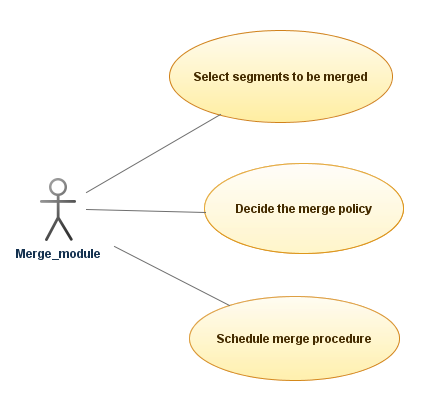 Select segments to be merged
Decide the merge policy
Merge_module
Schedule merge procedure